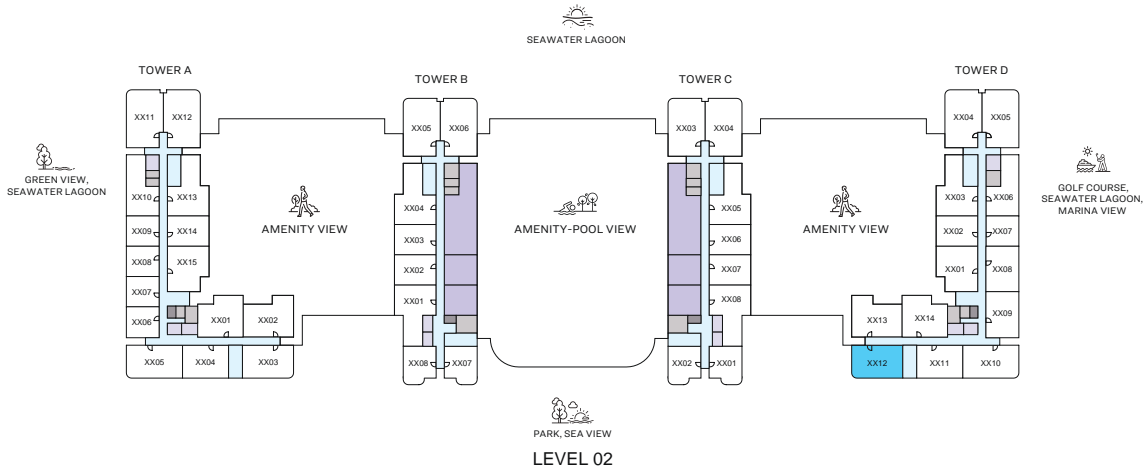 SEAWATER LAGOON
TOWER A
TOWER B
TOWER C
TOWER D
XX11
XX12
XX05
XX06
XX03
XX04
XX04
XX05
GREEN VIEW,
SEAWATER LAGOON
GOLF COURSE,
SEAWATER LAGOON,
MARINA VIEW
XX10
XX13
XX04
XX05
XX03
XX06
AMENITY VIEW
AMENITY-POOL VIEW
AMENITY VIEW
XX09
XX14
XX03
XX06
XX02
XX07
XX08
XX15
XX02
XX07
XX01
XX08
XX07
XX01
XX08
XX06
XX01
XX02
XX13
XX14
XX09
XX05
XX04
XX03
XX08
XX07
XX02
XX01
XX12
XX11
XX10
PARK, SEA VIEW
LEVEL 02